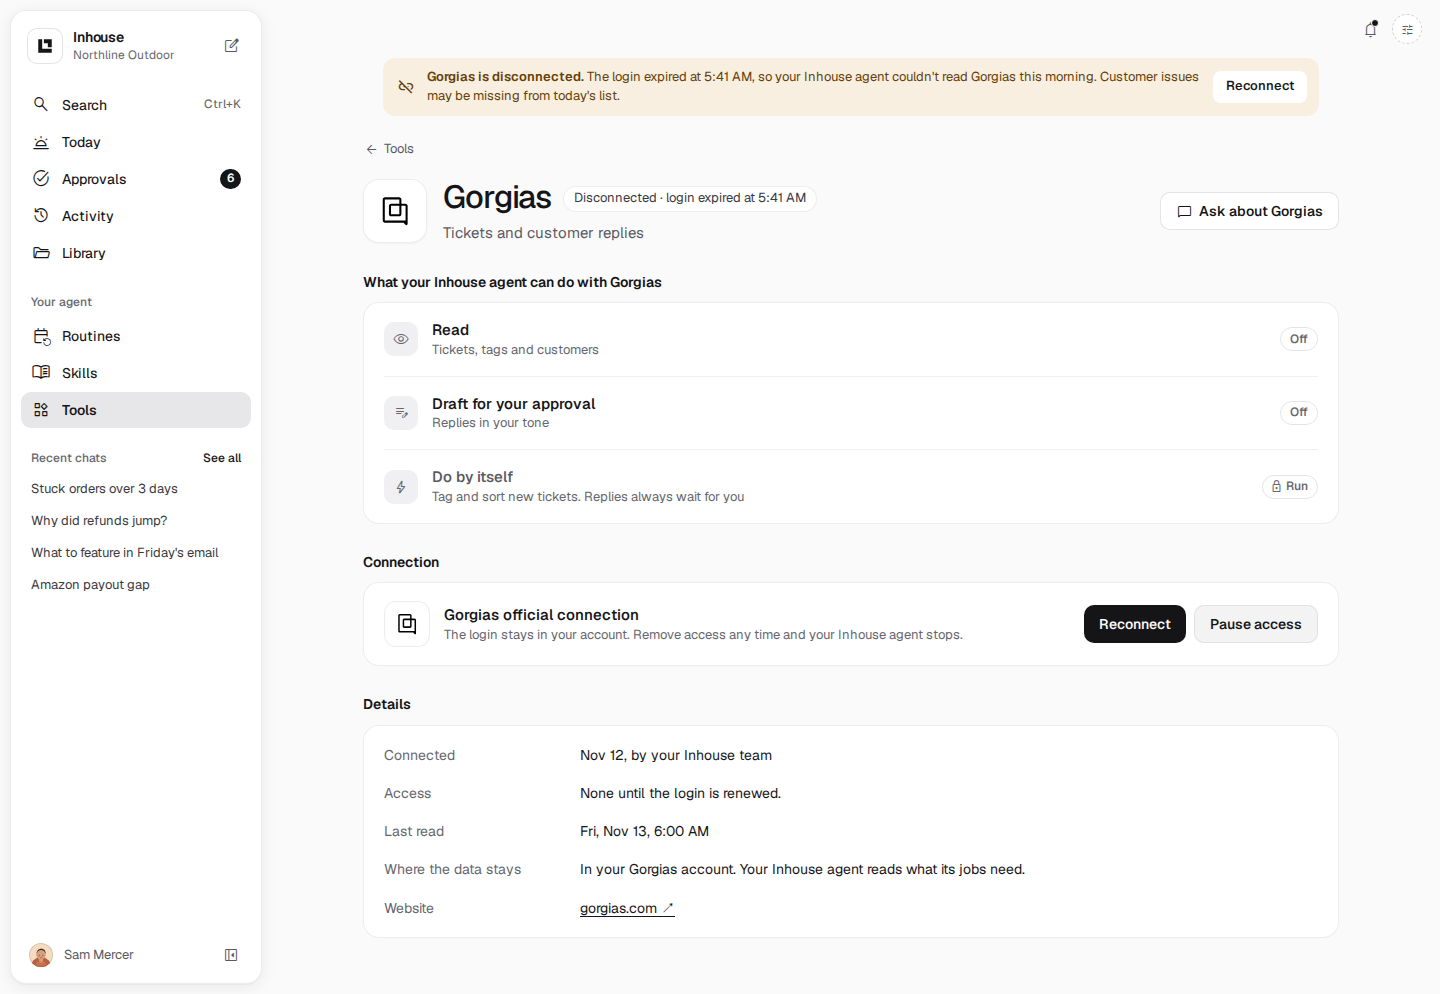 Inhouse
Northline Outdoor
Search Ctrl+K
Today
Approvals 6
Activity
Library
Your agent
Routines
Skills
Tools
Recent chats See all
Stuck orders over 3 days
Why did refunds jump?
What to feature in Friday's email
Amazon payout gap
Sam Mercer
Gorgias is disconnected. The login expired at 5:41 AM, so your Inhouse agent couldn't read Gorgias this morning. Customer issues
may be missing from today's list.
Reconnect
← Tools
Gorgias Disconnected · login expired at 5:41 AM
Tickets and customer replies
Ask about Gorgias
What your Inhouse agent can do with Gorgias
Read
Tickets, tags and customers
Off
Draft for your approval
Replies in your tone
Off
Do by itself
Tag and sort new tickets. Replies always wait for you
Run
Connection
Gorgias official connection
The login stays in your account. Remove access any time and your Inhouse agent stops.
Reconnect Pause access
Details
Connected Nov 12, by your Inhouse team
Access None until the login is renewed.
Last read Fri, Nov 13, 6:00 AM
Where the data stays In your Gorgias account. Your Inhouse agent reads what its jobs need.
Website gorgias.com ↗